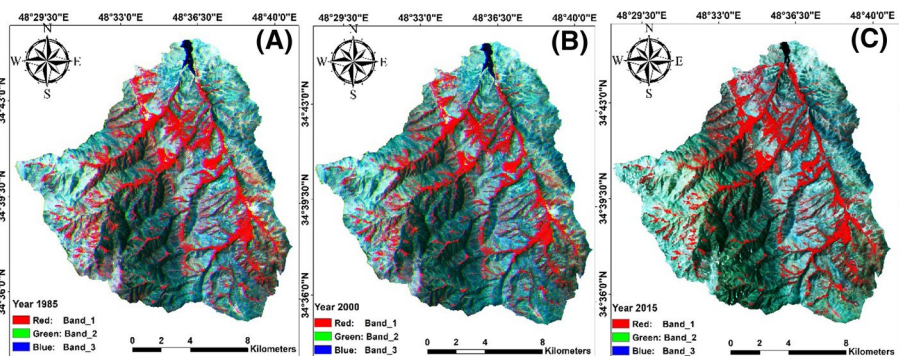 48°29'30"E 48°33'0"E 48°36'30"E 48°40'0"E
(A)
N
W E
S
34°43'0"N
34°39'30"N
34°36'0"N
Year 1985
Red: Band_1
Green: Band_2
Blue: Band_3
0 2 4 8
Kilometers
48°29'30"E 48°33'0"E 48°36'30"E 48°40'0"E
(B)
N
W E
S
34°43'0"N
34°39'30"N
34°36'0"N
Year 2000
Red: Band_1
Green: Band_2
Blue: Band_3
0 2 4 8
Kilometers
48°29'30"E 48°33'0"E 48°36'30"E 48°40'0"E
(C)
N
W E
S
34°43'0"N
34°39'30"N
34°36'0"N
Year 2015
Red: Band_1
Green: Band_2
Blue: Band_3
0 2 4 8
Kilometers